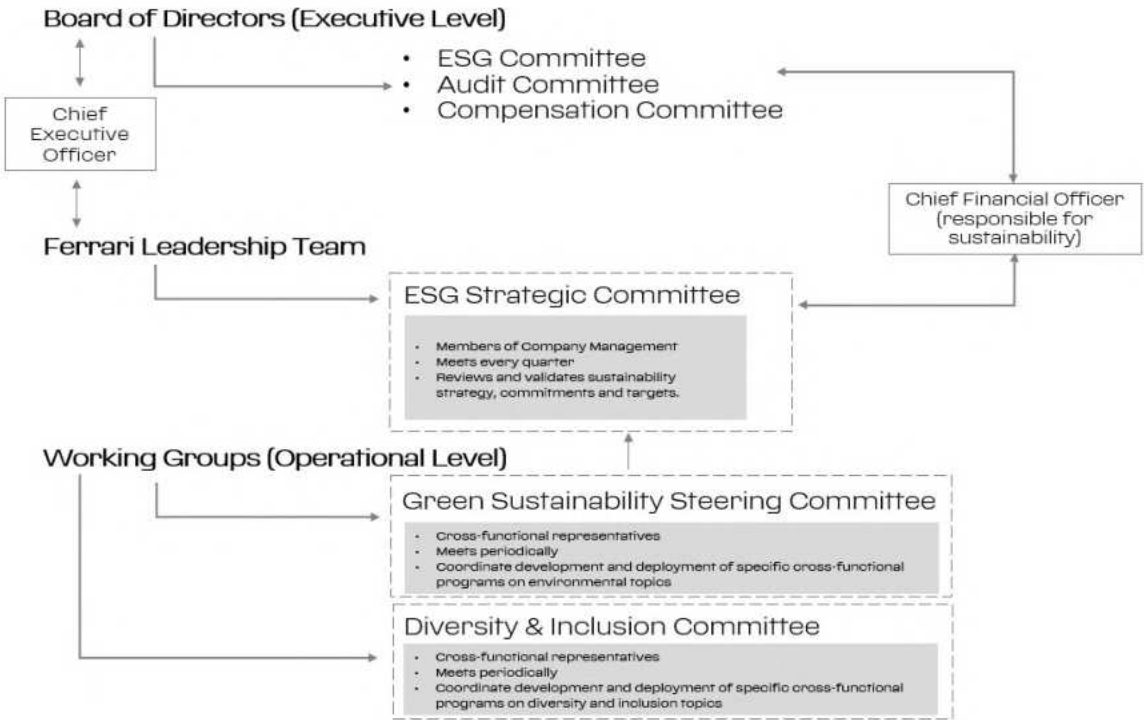 Board of Directors (Executive Level)
• ESG Committee
• Audit Committee
• Compensation Committee
Chief
Executive
Officer
Chief Financial Officer
(responsible for
sustainability)
Ferrari Leadership Team
ESG Strategic Committee
• Members of Company Management
• Meets every quarter
• Reviews and validates sustainability
strategy, commitments and targets.
Working Groups (Operational Level)
Green Sustainability Steering Committee
• Cross-functional representatives
• Meets periodically
• Coordinate development and deployment of specific cross-functional
programs on environmental topics
Diversity & Inclusion Committee
• Cross-functional representatives
• Meets periodically
• Coordinate development and deployment of specific cross-functional
programs on diversity and inclusion topics